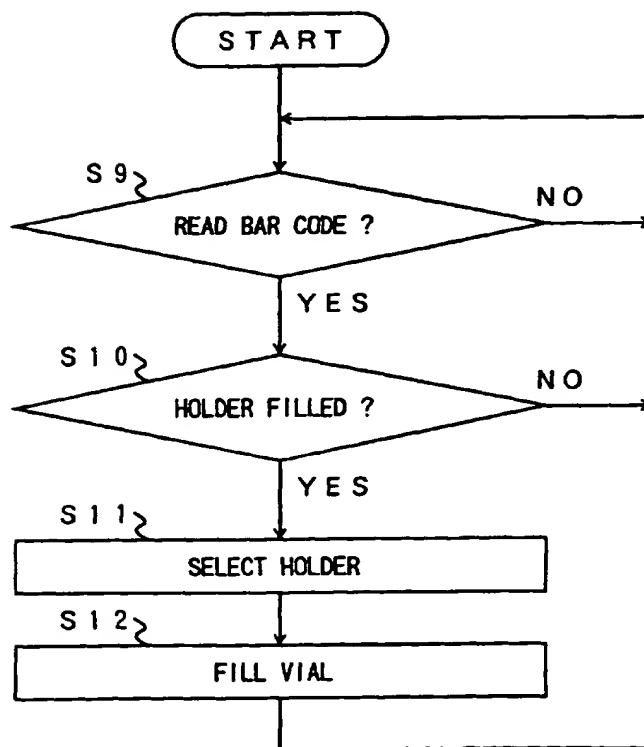 START
S9
READ BAR CODE ?
NO
YES
S10
HOLDER FILLED ?
NO
YES
S11
SELECT HOLDER
S12
FILL VIAL